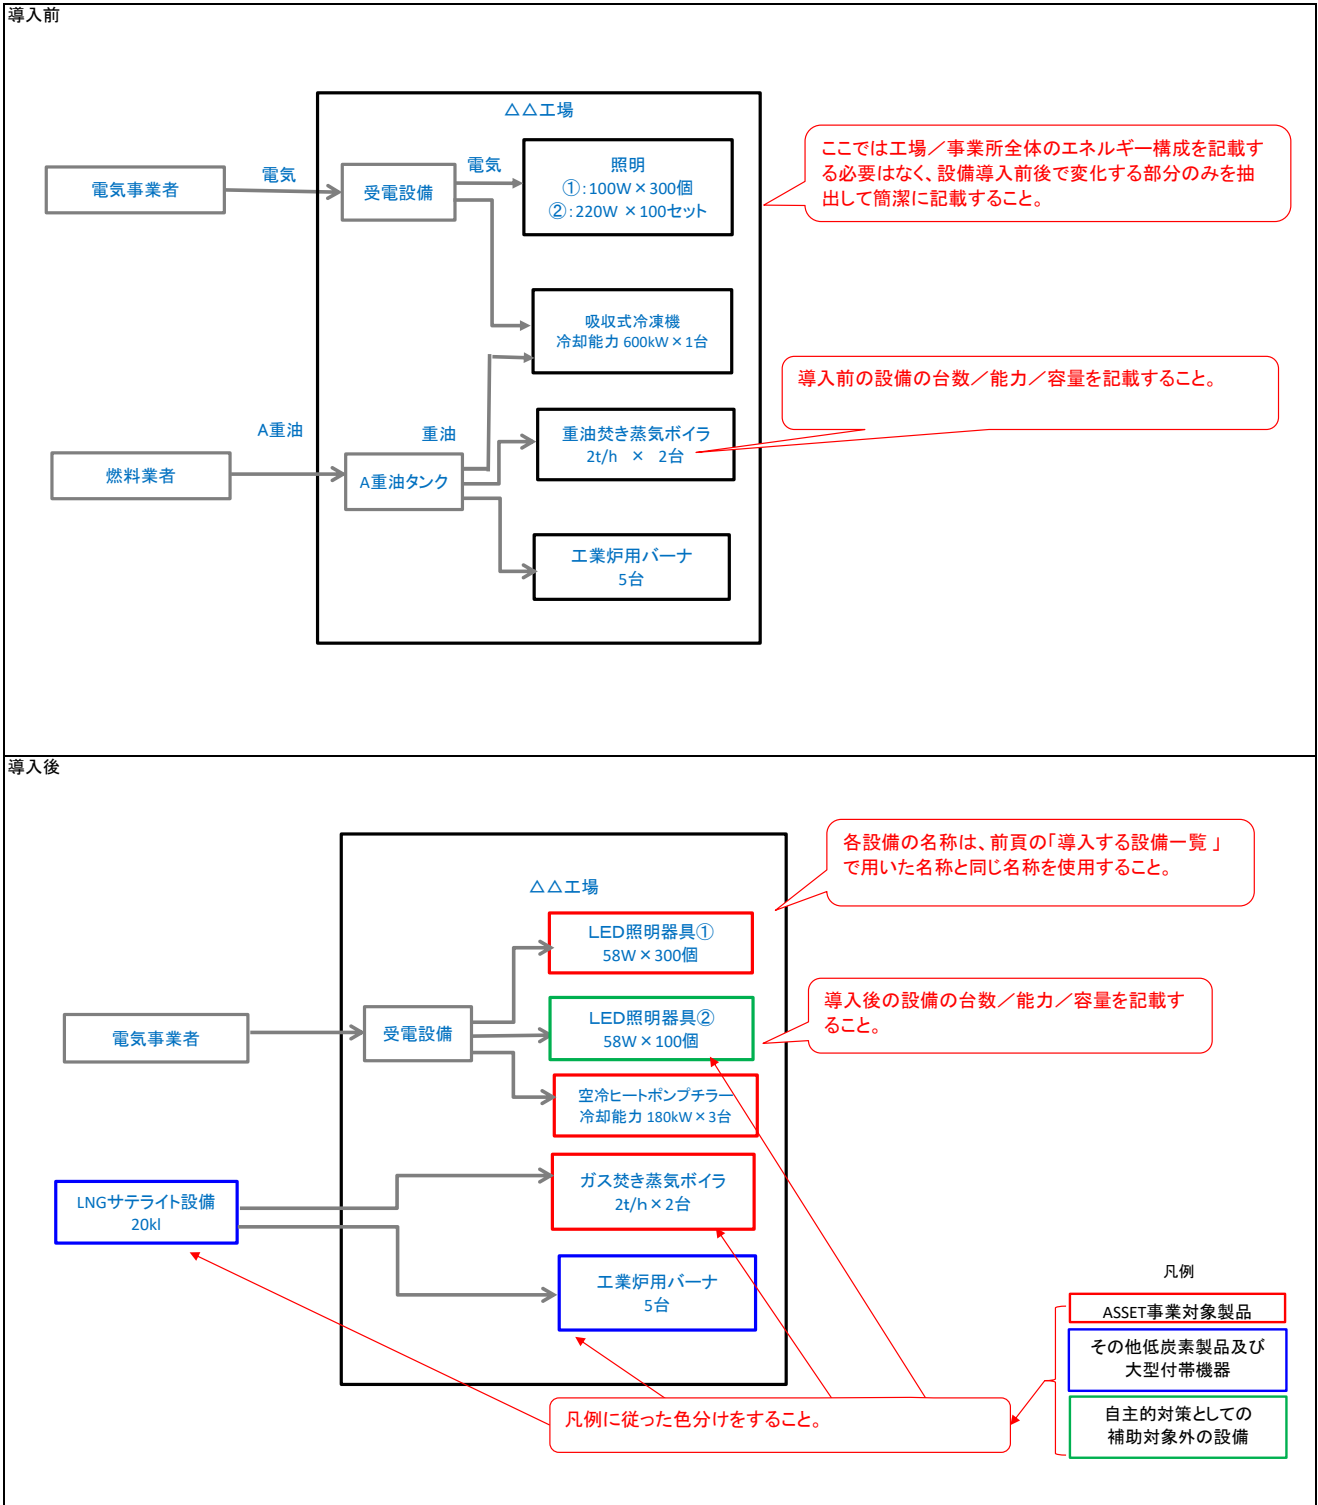 導入前
△△工場
電気事業者
電気
受電設備
電気
照明
①:100W×300個
②:220W ×100セット
ここでは工場／事業所全体のエネルギー構成を記載す
る必要はなく、設備導入前後で変化する部分のみを抽
出して簡潔に記載すること。
吸収式冷凍機
冷却能力 600kW×1台
導入前の設備の台数／能力／容量を記載すること。
燃料業者
A重油
A重油タンク
重油
重油焚き蒸気ボイラ
2t/h × 2台
工業炉用バーナ
5台
導入後
△△工場
各設備の名称は、前頁の「導入する設備一覧」
で用いた名称と同じ名称を使用すること。
LED照明器具①
58W×300個
電気事業者
受電設備
LED照明器具②
58W×100個
導入後の設備の台数／能力／容量を記載す
ること。
空冷ヒートポンプチラー
冷却能力 180kW×3台
LNGサテライト設備
20kl
ガス焚き蒸気ボイラ
2t/h×2台
工業炉用バーナ
5台
凡例
ASSET事業対象製品
その他低炭素製品及び
大型付帯機器
自主的対策としての
補助対象外の設備
凡例に従った色分けをすること。